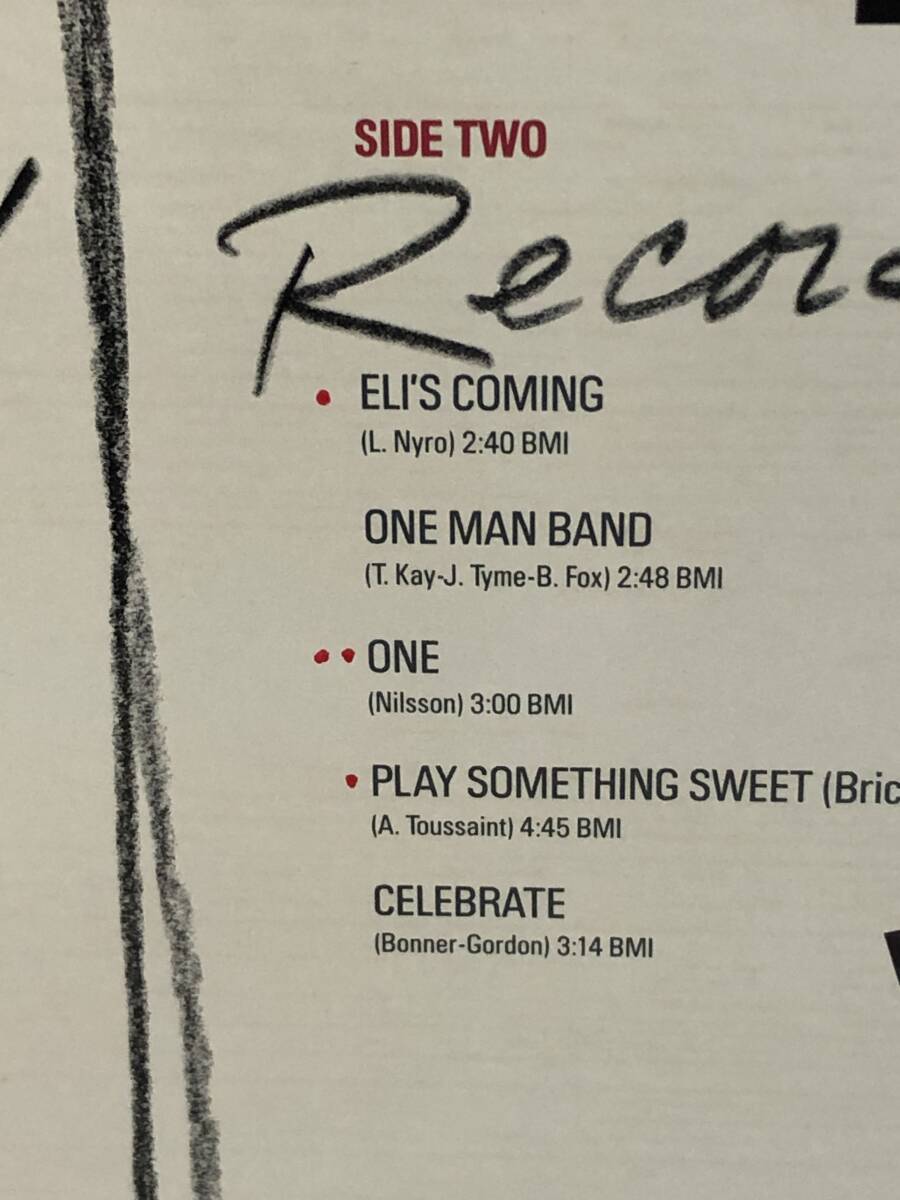 SIDE TWO
• ELI'S COMING
(L. Nyro) 2:40 BMI
ONE MAN BAND
(T. Kay-J. Tyme-B. Fox) 2:48 BMI
•• ONE
(Nilsson) 3:00 BMI
• PLAY SOMETHING SWEET (Bric
(A. Toussaint) 4:45 BMI
CELEBRATE
(Bonner-Gordon) 3:14 BMI